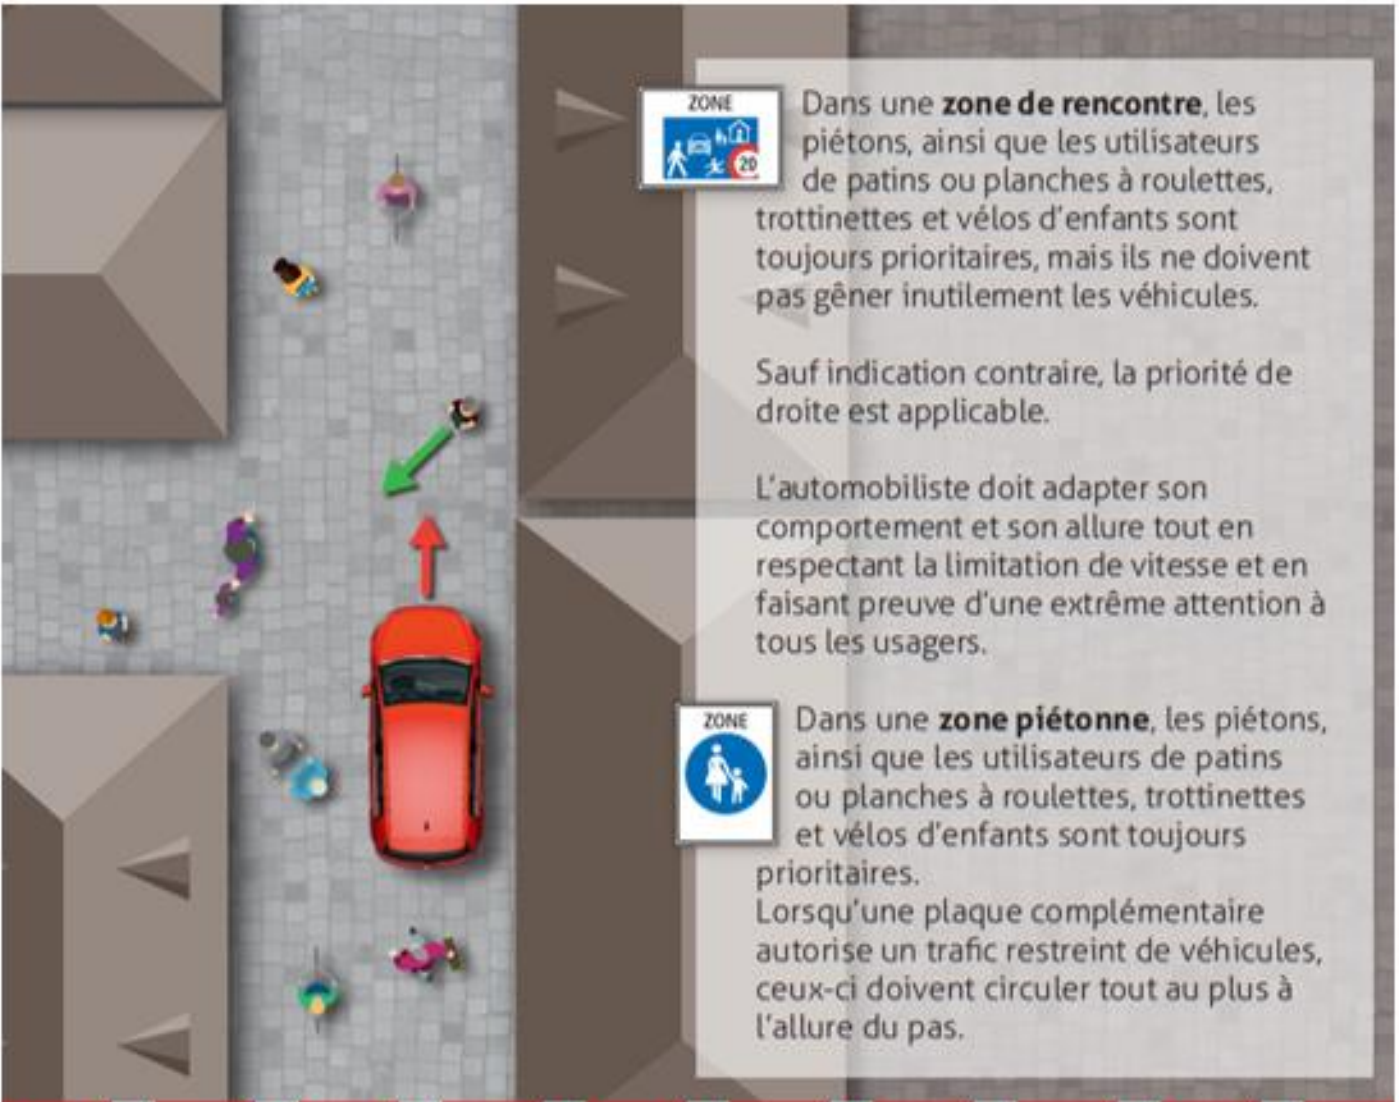 ZONE
20
Dans une zone de rencontre, les
piétons, ainsi que les utilisateurs
de patins ou planches à roulettes,
trottinettes et vélos d'enfants sont
toujours prioritaires, mais ils ne doivent
pas gêner inutilement les véhicules.
Sauf indication contraire, la priorité de
droite est applicable.
L'automobiliste doit adapter son
comportement et son allure tout en
respectant la limitation de vitesse et en
faisant preuve d'une extrême attention à
tous les usagers.
ZONE
Dans une zone piétonne, les piétons,
ainsi que les utilisateurs de patins
ou planches à roulettes, trottinettes
et vélos d'enfants sont toujours
prioritaires.
Lorsqu'une plaque complémentaire
autorise un trafic restreint de véhicules,
ceux-ci doivent circuler tout au plus à
l'allure du pas.